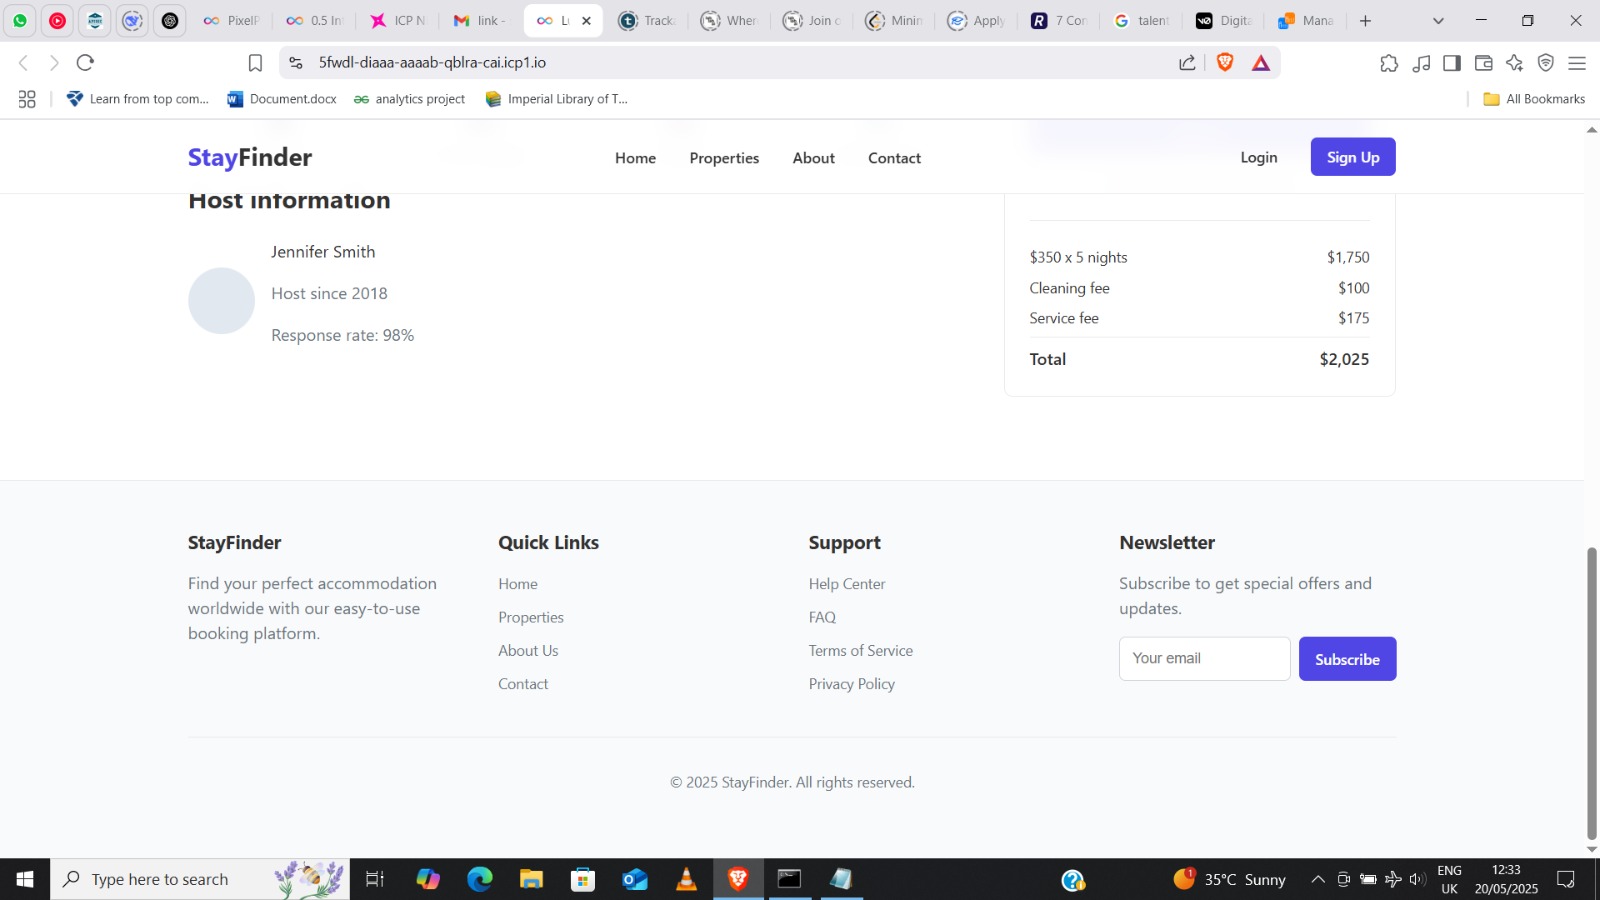 PixelP
0.5 In
ICP N
link -
Lu
Track
When
Join o
Minin
Apply
7 Con
talent
Digita
Mana
5fwdl-diaaa-aaaab-qblra-cai.icp1.io
Learn from top com...
Document.docx
analytics project
Imperial Library of T...
All Bookmarks
StayFinder
Home
Properties
About
Contact
Login
Sign Up
Host Information
Jennifer Smith
Host since 2018
Response rate: 98%
$350 x 5 nights $1,750
Cleaning fee $100
Service fee $175
Total $2,025
StayFinder
Find your perfect accommodation
worldwide with our easy-to-use
booking platform.
Quick Links
Home
Properties
About Us
Contact
Support
Help Center
FAQ
Terms of Service
Privacy Policy
Newsletter
Subscribe to get special offers and
updates.
Your email
Subscribe
© 2025 StayFinder. All rights reserved.
Type here to search
35°C Sunny
ENG
UK
12:33
20/05/2025